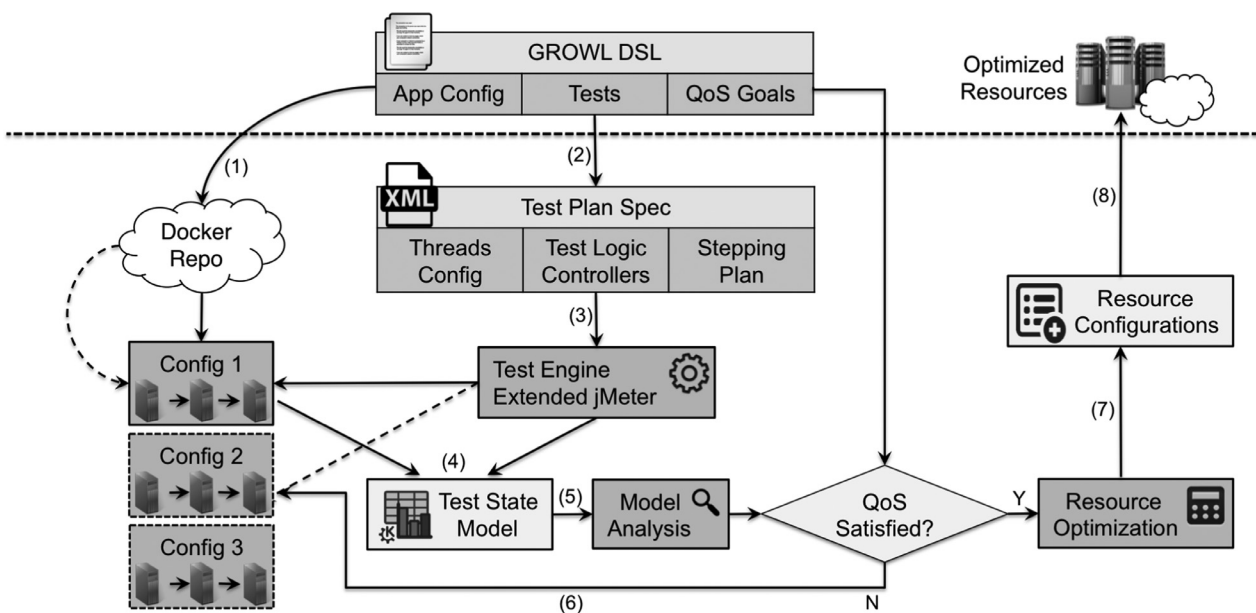 GROWL DSL
App Config
Tests
QoS Goals
Optimized
Resources
(1)
(2)
XML
Test Plan Spec
Threads
Config
Test Logic
Controllers
Stepping
Plan
(8)
Docker
Repo
(3)
Resource
Configurations
Config 1
Test Engine
Extended jMeter
(7)
Config 2
(4)
Test State
Model
K
(5)
Model
Analysis
QoS
Satisfied?
Y
Resource
Optimization
Config 3
(6)
N